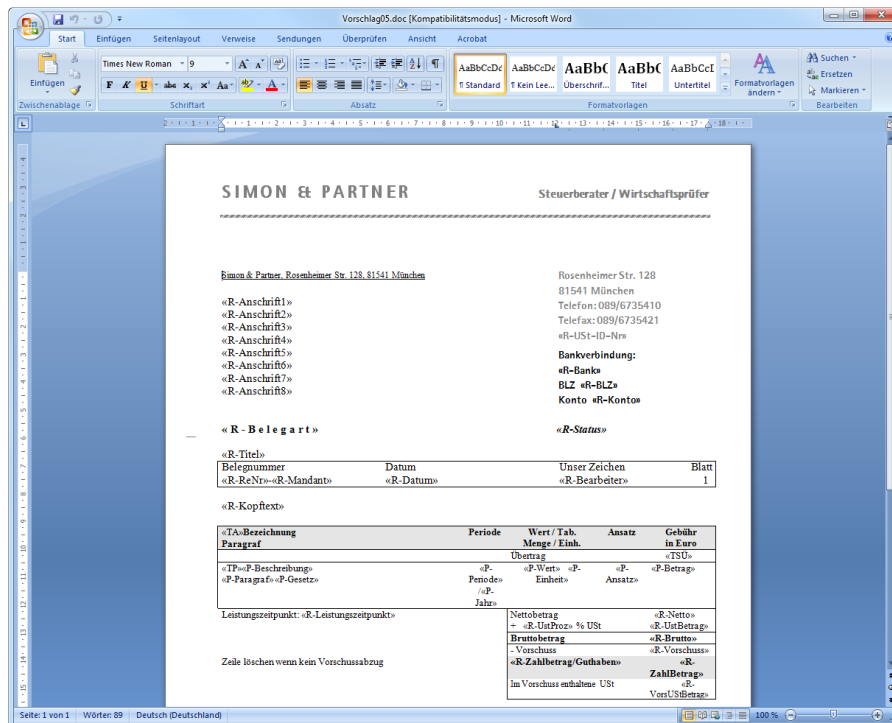 Vorschlag05.doc [Kompatibilitätsmodus] - Microsoft Word
Start Einfügen Seitenlayout Verweise Sendungen Überprüfen Ansicht Acrobat
Einfügen
Zwischenablage
Times New Roman 9
F K U abe x₂ x² Aa
Schriftart
Absatz
AaBbCcDd AaBbCcDd AaBbC AaBbC AaBbCcI
¶ Standard ¶ Kein Lee... Überschrif... Titel Untertitel
Formatvorlagen ändern
Formatvorlagen
Suchen
Ersetzen
Markieren
Bearbeiten
SIMON & PARTNER Steuerberater / Wirtschaftsprüfer
Simon & Partner, Rosenheimer Str. 128, 81541 München
«R-Anschrift1»
«R-Anschrift2»
«R-Anschrift3»
«R-Anschrift4»
«R-Anschrift5»
«R-Anschrift6»
«R-Anschrift7»
«R-Anschrift8»
Rosenheimer Str. 128
81541 München
Telefon: 089/6735410
Telefax: 089/6735421
«R-USt-ID-Nr»
Bankverbindung:
«R-Bank»
BLZ «R-BLZ»
Konto «R-Konto»
«R-Belegart» «R-Status»
«R-Titel»
Belegnummer Datum Unser Zeichen Blatt
«R-ReNr»-«R-Mandant» «R-Datum» «R-Bearbeiter» 1
«R-Kopftext»
«TA»Bezeichnung Periode Wert / Tab. Ansatz Gebühr
Paragraf Menge / Einh. in Euro
Übertrag «TSÜ»
«TP»«P-Beschreibung» «P- «P-Wert» «P- «P- «P-Betrag»
«P-Paragraf» «P-Gesetz» Periode» Einheit» Ansatz»
/«P-
Jahr»
Leistungszeitpunkt: «R-Leistungszeitpunkt» Nettobetrag «R-Netto»
+ «R-UstProz» % USt «R-UstBetrag»
Bruttobetrag «R-Brutto»
- Vorschuss «R-Vorschuss»
Zeile löschen wenn kein Vorschussabzug «R-Zahlbetrag/Guthaben» «R-
ZahlBetrag»
Im Vorschuss enthaltene USt «R-
VorsUStBetrag»
Seite: 1 von 1 Wörter: 89 Deutsch (Deutschland) 100 %